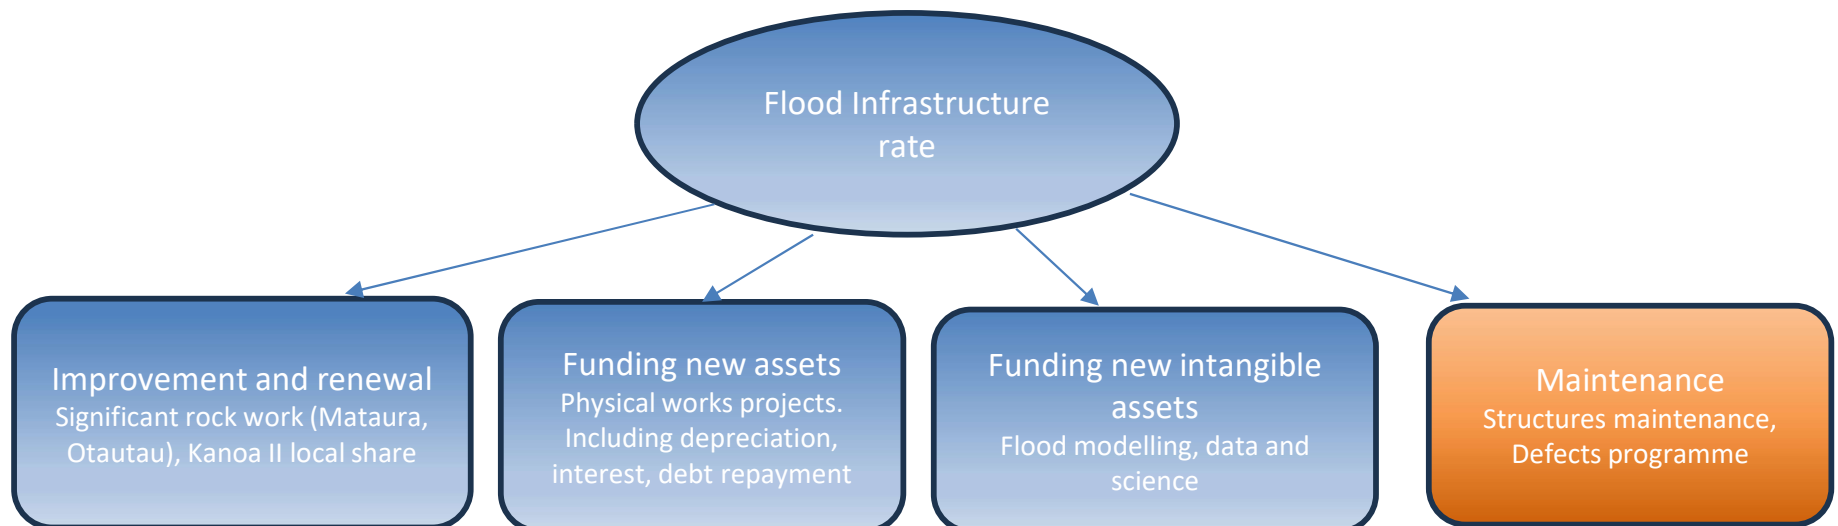 Flood Infrastructure
rate
Improvement and renewal
Significant rock work (Mataura,
Otautau), Kanoa II local share
Funding new assets
Physical works projects.
Including depreciation,
interest, debt repayment
Funding new intangible
assets
Flood modelling, data and
science
Maintenance
Structures maintenance,
Defects programme